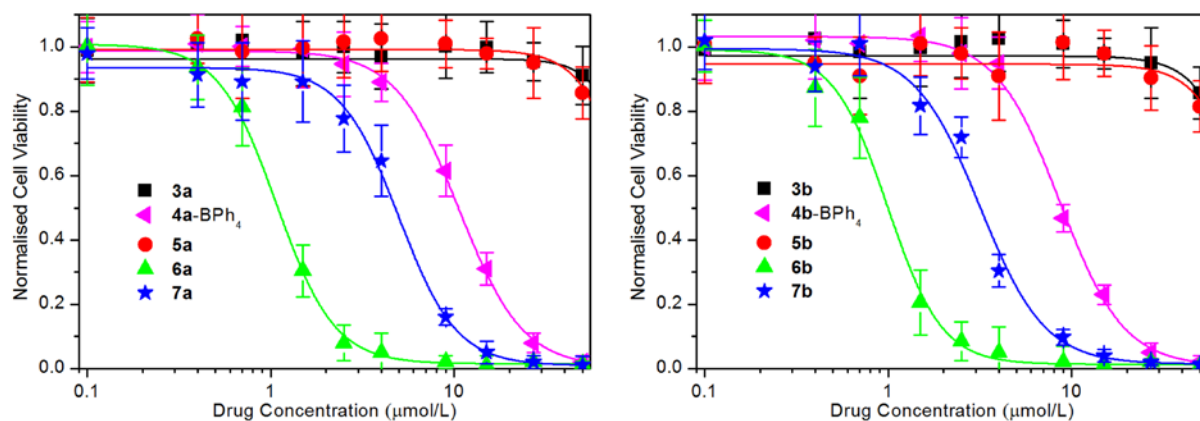 Normalised Cell Viability
1.0
0.8
0.6
0.4
0.2
0.0
3a
4a-BPh4
5a
6a
7a
0.1
1
10
Drug Concentration (μmol/L)
Normalised Cell Viability
1.0
0.8
0.6
0.4
0.2
0.0
3b
4b-BPh4
5b
6b
7b
0.1
1
10
Drug Concentration (μmol/L)